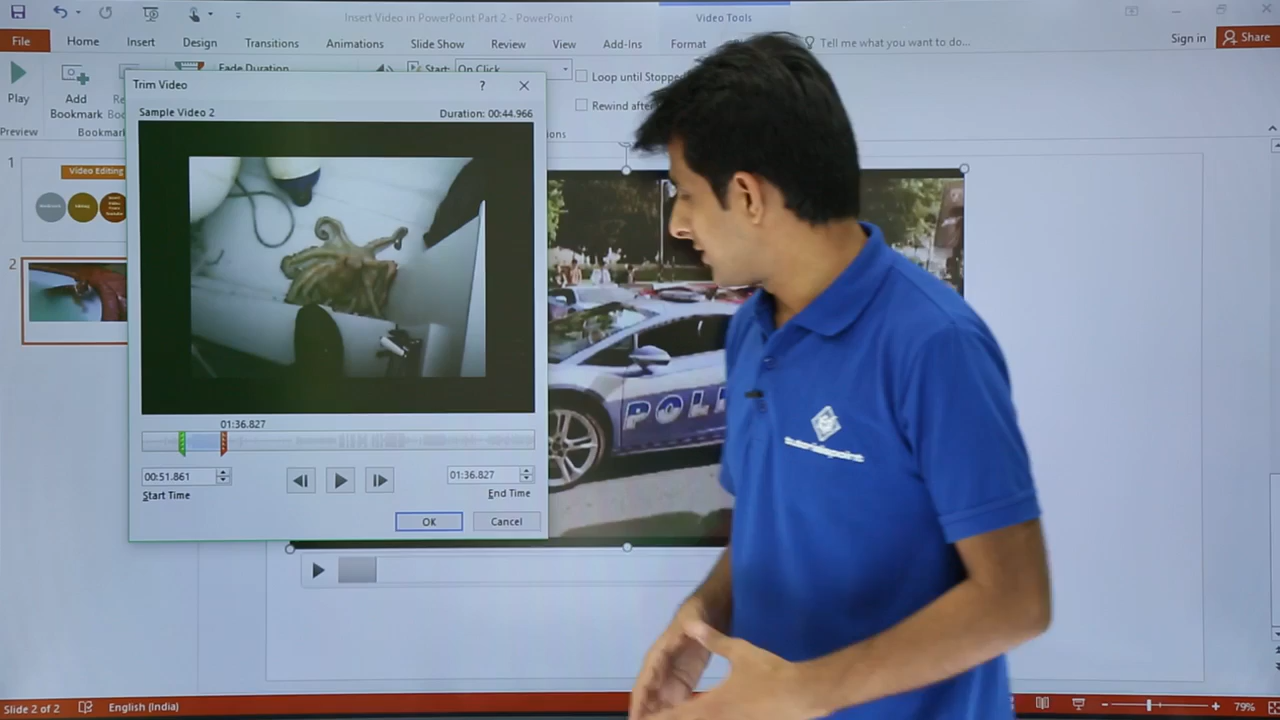 Insert Video in PowerPoint Part 2 - PowerPoint
Video Tools
File Home Insert Design Transitions Animations Slide Show Review View Add-Ins Format
Tell me what you want to do...
Sign in Share
Play
Add
Bookmark
Preview
Fade Duration
Start: On Click
Loop until Stopped
Rewind after
Trim Video
?
Sample Video 2
Duration: 00:44.966
01:36.827
00:51.861
Start Time
01:36.827
End Time
OK
Cancel
1
Video Editing
2
tutorialspoint
Slide 2 of 2
English (India)
79%